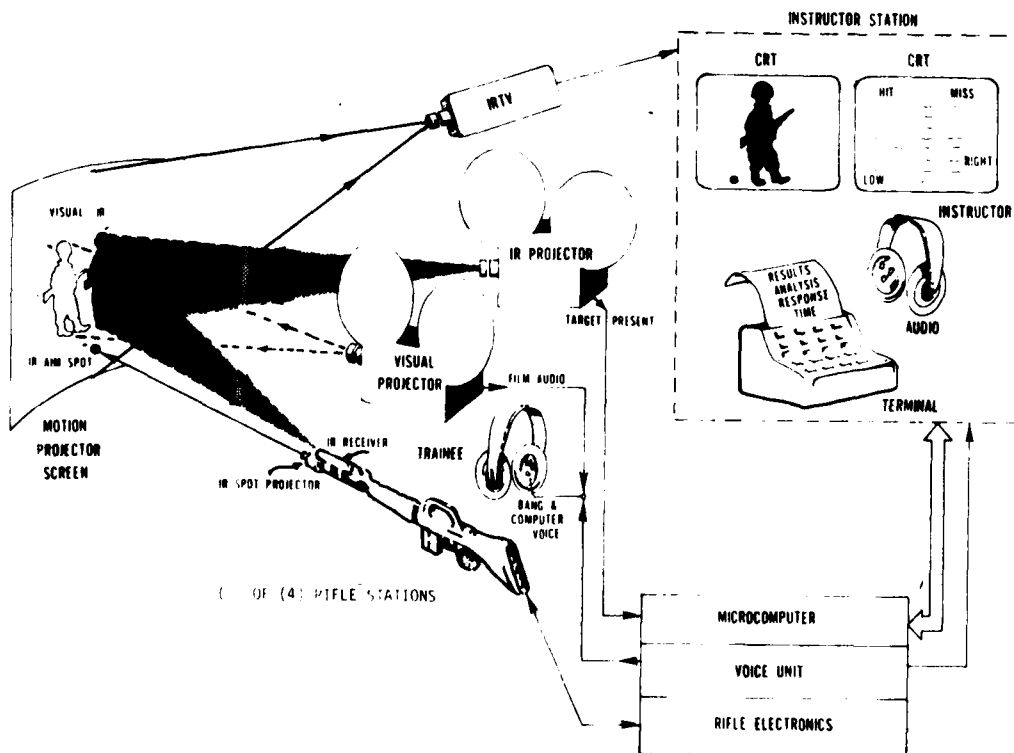 INSTRUCTOR STATION
CRT
CRT
IRTV
HIT
MISS
RIGHT
LOW
VISUAL IR
INSTRUCTOR
IR PROJECTOR
RESULTS
ANALYSIS
RESPONSE
TIME
TARGET PRESENT
AUDIO
IR AIM SPOT
VISUAL
PROJECTOR
FILM AUDIO
TERMINAL
MOTION
PROJECTOR
SCREEN
IR RECEIVER
TRAINEE
IR SPOT PROJECTOR
BANG &
COMPUTER
VOICE
OF (4) RIFLE STATIONS
MICROCOMPUTER
VOICE UNIT
RIFLE ELECTRONICS